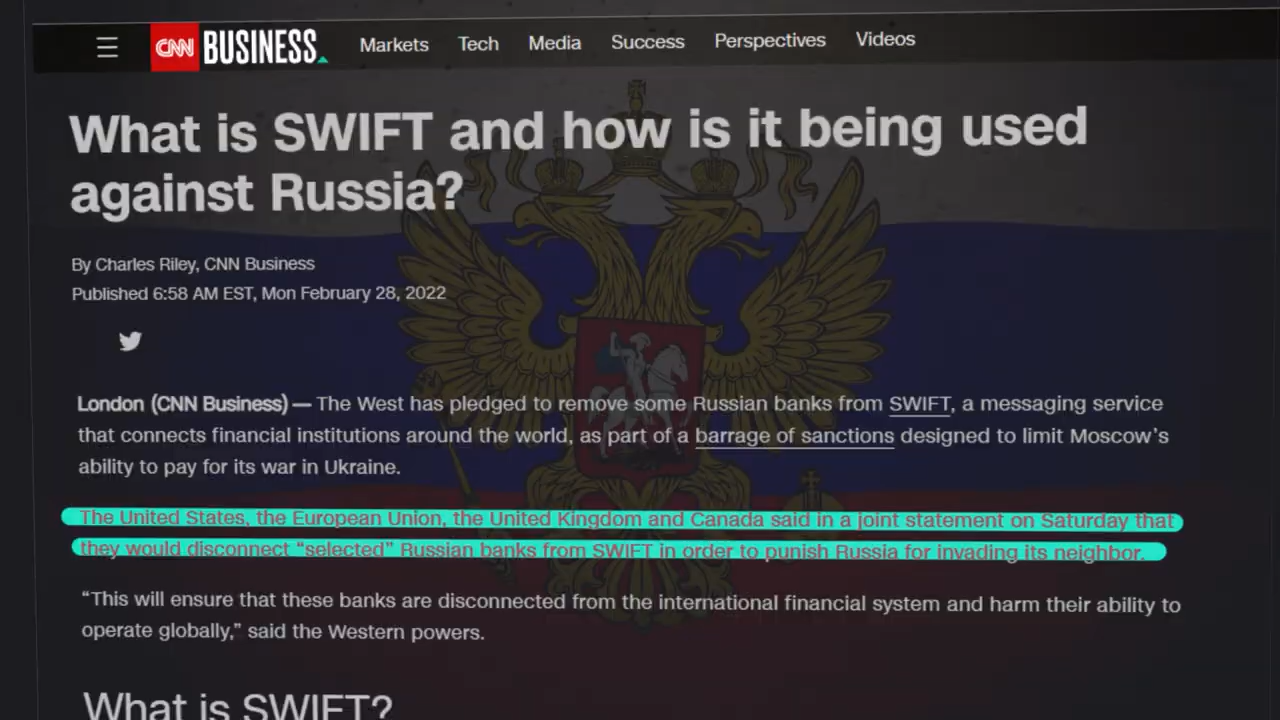 CNN BUSINESS Markets Tech Media Success Perspectives Videos
What is SWIFT and how is it being used
against Russia?
By Charles Riley, CNN Business
Published 6:58 AM EST, Mon February 28, 2022
London (CNN Business) — The West has pledged to remove some Russian banks from SWIFT, a messaging service
that connects financial institutions around the world, as part of a barrage of sanctions designed to limit Moscow's
ability to pay for its war in Ukraine.
The United States, the European Union, the United Kingdom and Canada said in a joint statement on Saturday that
they would disconnect “selected” Russian banks from SWIFT in order to punish Russia for invading its neighbor.
“This will ensure that these banks are disconnected from the international financial system and harm their ability to
operate globally,” said the Western powers.
What is SWIFT?